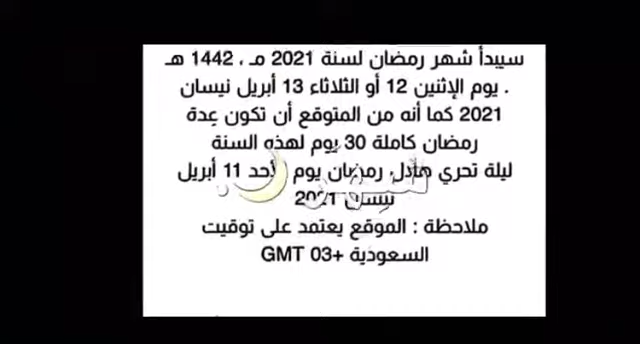 سيبدأ شهر رمضان لسنة 2021 مـ ، 1442 هـ
. يوم الإثنين 12 أو الثلاثاء 13 أبريل نيسان
2021 كما أنه من المتوقع أن تكون عِدة
رمضان كاملة 30 يوم لهذه السنة
ليلة تحري هلال رمضان يوم الأحد 11 أبريل
نيسان 2021
ملاحظة : الموقع يعتمد على توقيت
السعودية +03 GMT